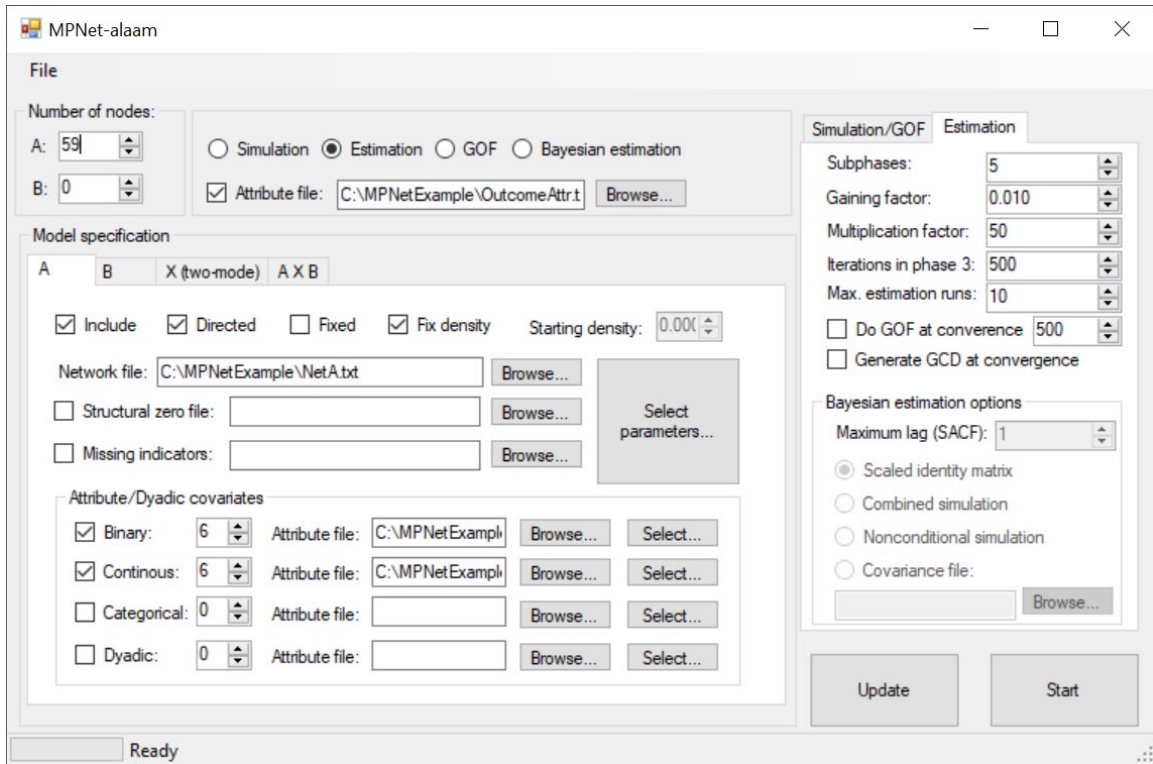 MPNet-alaam
File
Number of nodes:
A: 59
B: 0
Simulation Estimation GOF Bayesian estimation
Attribute file: C:\MPNetExample\OutcomeAttr.t Browse...
Simulation/GOF Estimation
Subphases: 5
Gaining factor: 0.010
Multiplication factor: 50
Iterations in phase 3: 500
Max. estimation runs: 10
Do GOF at converence 500
Generate GCD at convergence
Model specification
A B X (two-mode) A X B
Include Directed Fixed Fix density Starting density: 0.00(
Network file: C:\MPNetExample\NetA.txt Browse...
Structural zero file: Browse...
Missing indicators: Browse...
Select
parameters...
Attribute/Dyadic covariates
Binary: 6 Attribute file: C:\MPNetExampl Browse... Select...
Continous: 6 Attribute file: C:\MPNetExampl Browse... Select...
Categorical: 0 Attribute file: Browse... Select...
Dyadic: 0 Attribute file: Browse... Select...
Bayesian estimation options
Maximum lag (SACF): 1
Scaled identity matrix
Combined simulation
Nonconditional simulation
Covariance file:
Browse...
Update Start
Ready